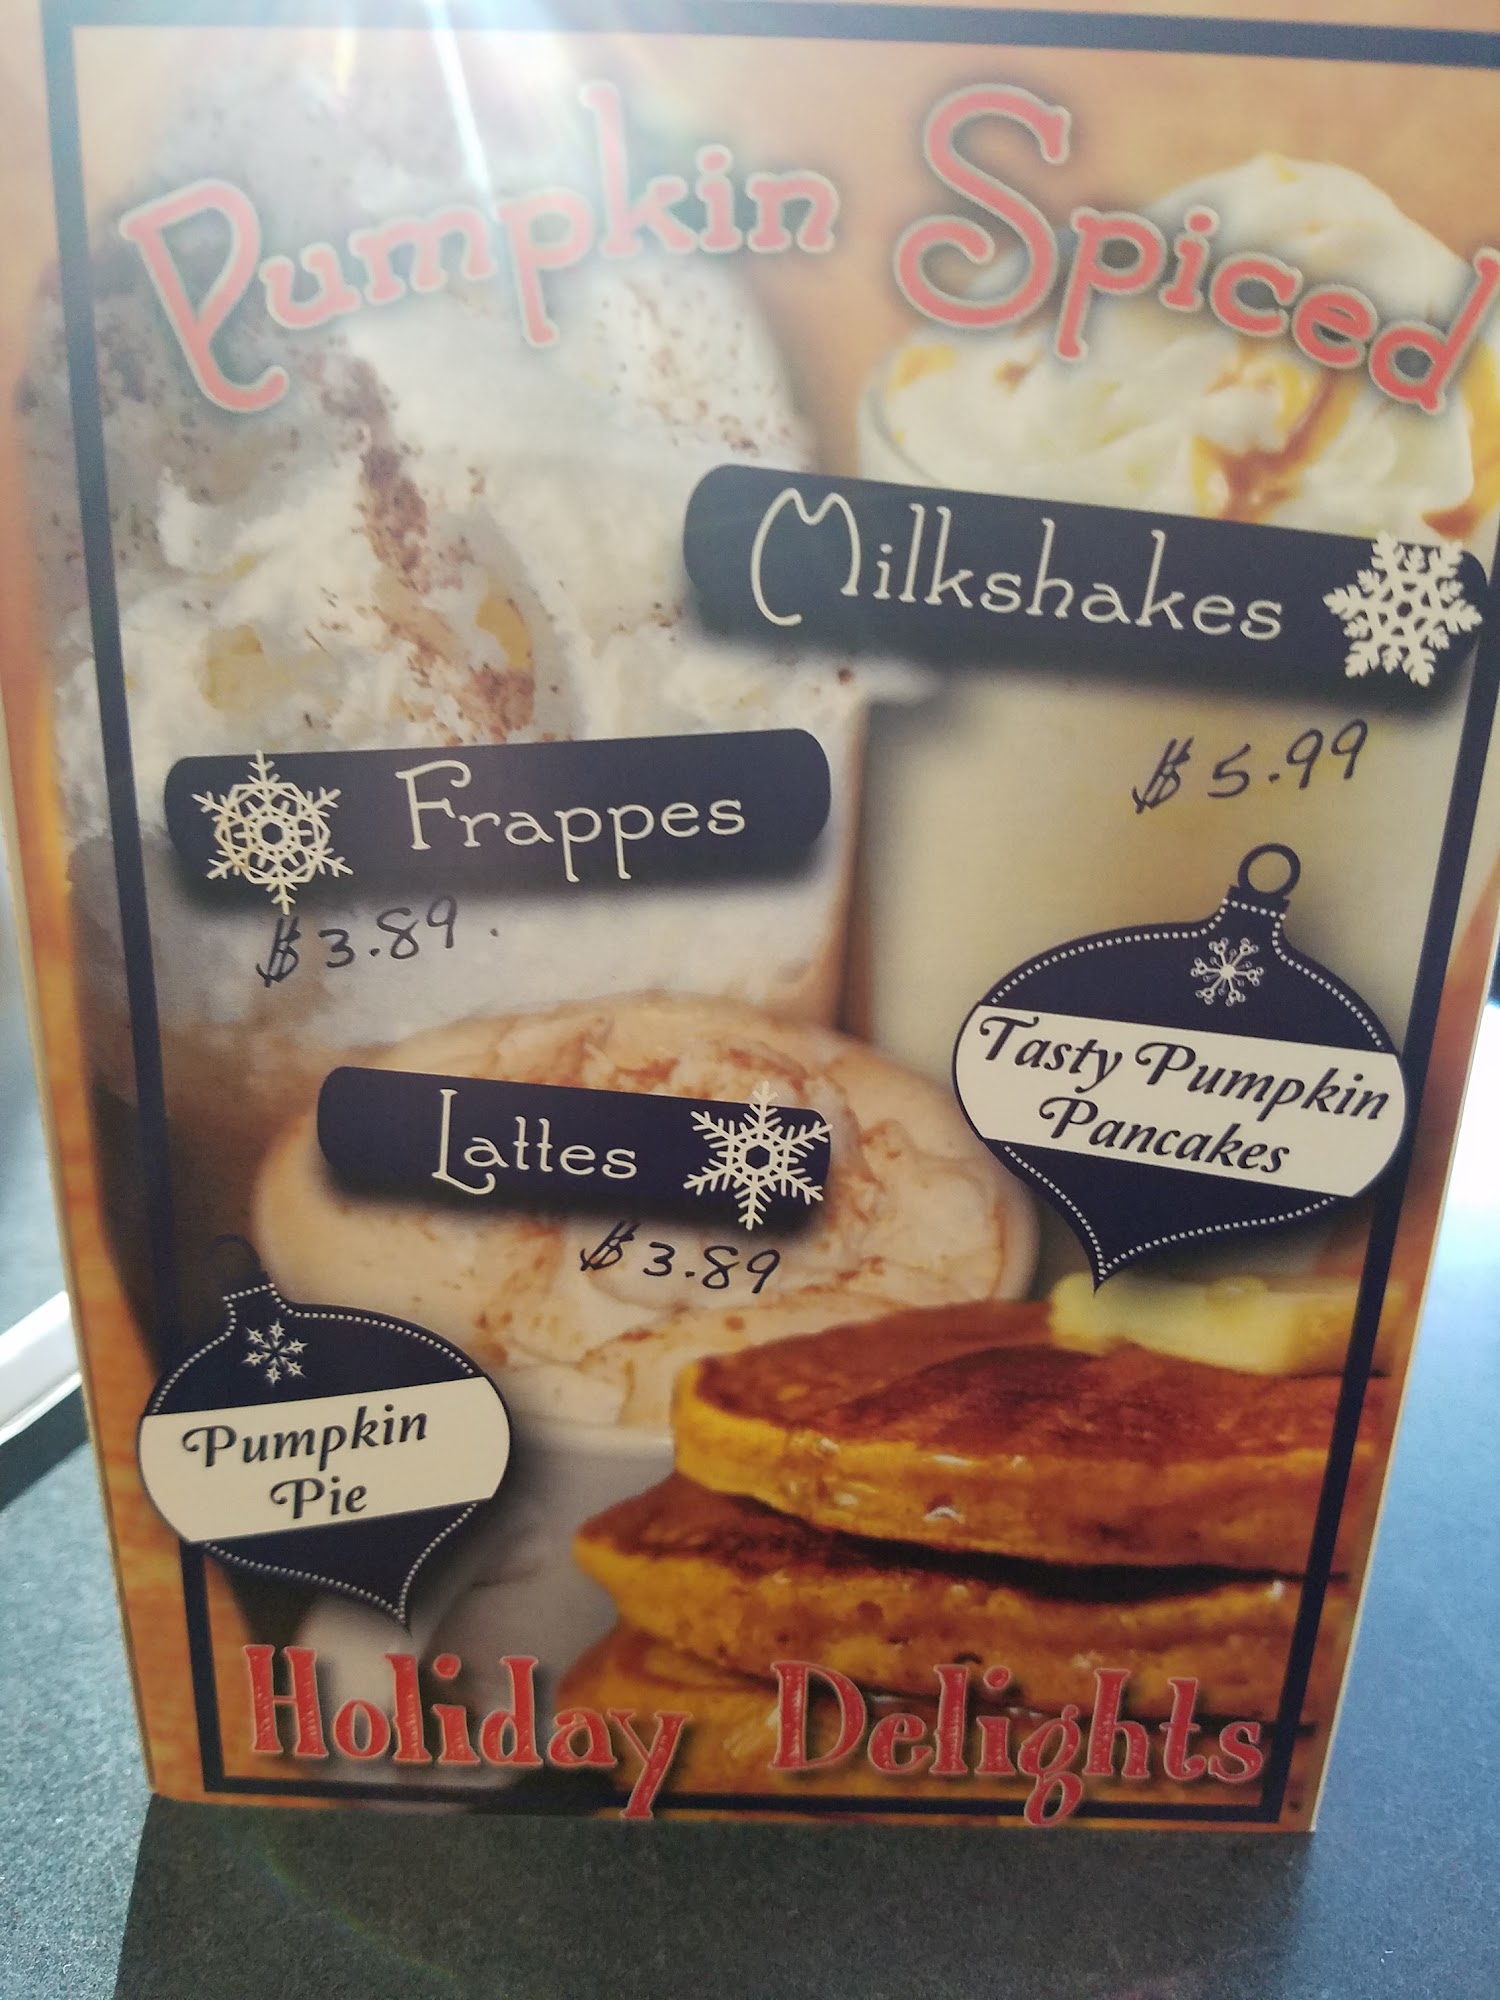 Pumpkin Spiced
Milkshakes
$5.99
Frappes
$3.89.
Tasty Pumpkin
Pancakes
Lattes
$3.89
Pumpkin
Pie
Holiday Delights